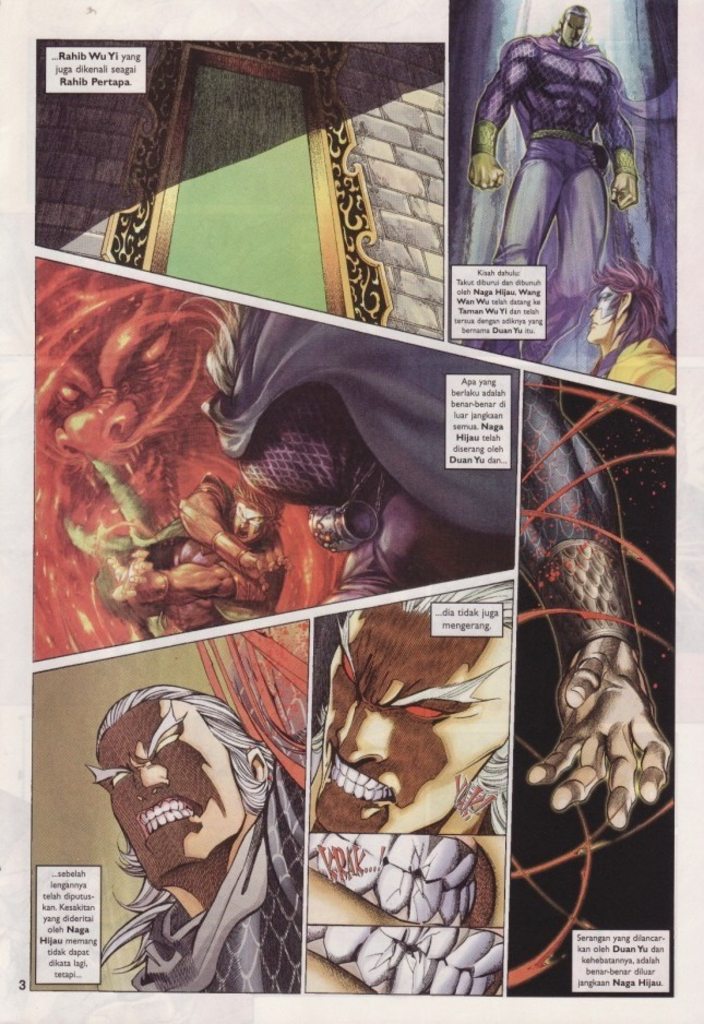 ...Rahib Wu Yi yang
juga dikenali seagai
Rahib Pertapa.
Kisah dahulu:
Takut diburui dan dibunuh
oleh Naga Hijau, Wang
Wan Wu telah datang ke
Taman Wu Yi dan telah
tersua dengan adiknya yang
bernama Duan Yu itu.
Apa yang
berlaku adalah
benar-benar di
luar jangkaan
semua. Naga
Hijau telah
diserang oleh
Duan Yu dan...
...dia tidak juga
mengerang.
...sebelah
lengannya
telah diputus-
kan. Kesakitan
yang dideritai
oleh Naga
Hijau memang
tidak dapat
dikata lagi,
tetapi...
Serangan yang dilancar-
kan oleh Duan Yu dan
kehebatannya, adalah
benar-benar diluar
jangkaan Naga Hijau.
3